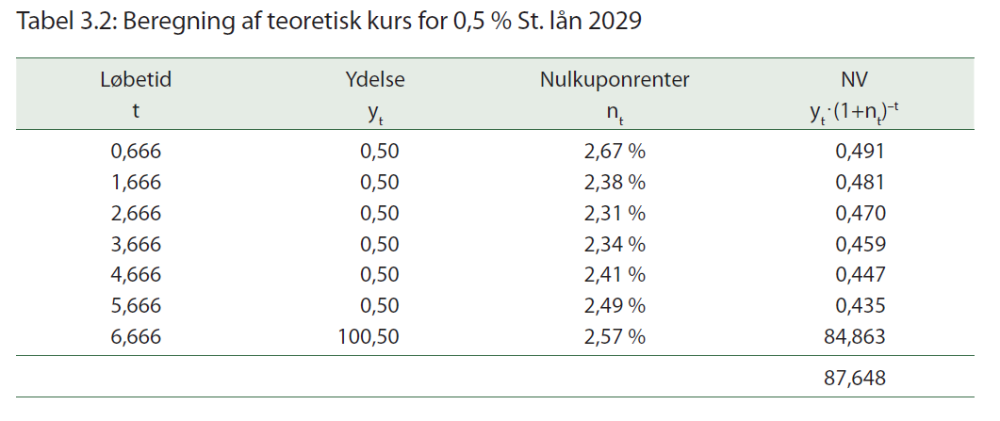 Tabel 3.2: Beregning af teoretisk kurs for 0,5 % St. lån 2029
Løbetid Ydelse Nulkuponrenter NV
t yₜ nₜ yₜ·(1+nₜ)⁻ᵗ
0,666 0,50 2,67 % 0,491
1,666 0,50 2,38 % 0,481
2,666 0,50 2,31 % 0,470
3,666 0,50 2,34 % 0,459
4,666 0,50 2,41 % 0,447
5,666 0,50 2,49 % 0,435
6,666 100,50 2,57 % 84,863
87,648